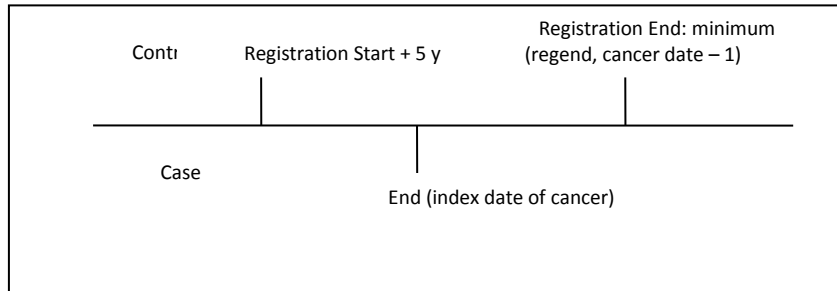 Registration End: minimum
(regend, cancer date – 1)
Contr
Registration Start + 5 y
Case
End (index date of cancer)